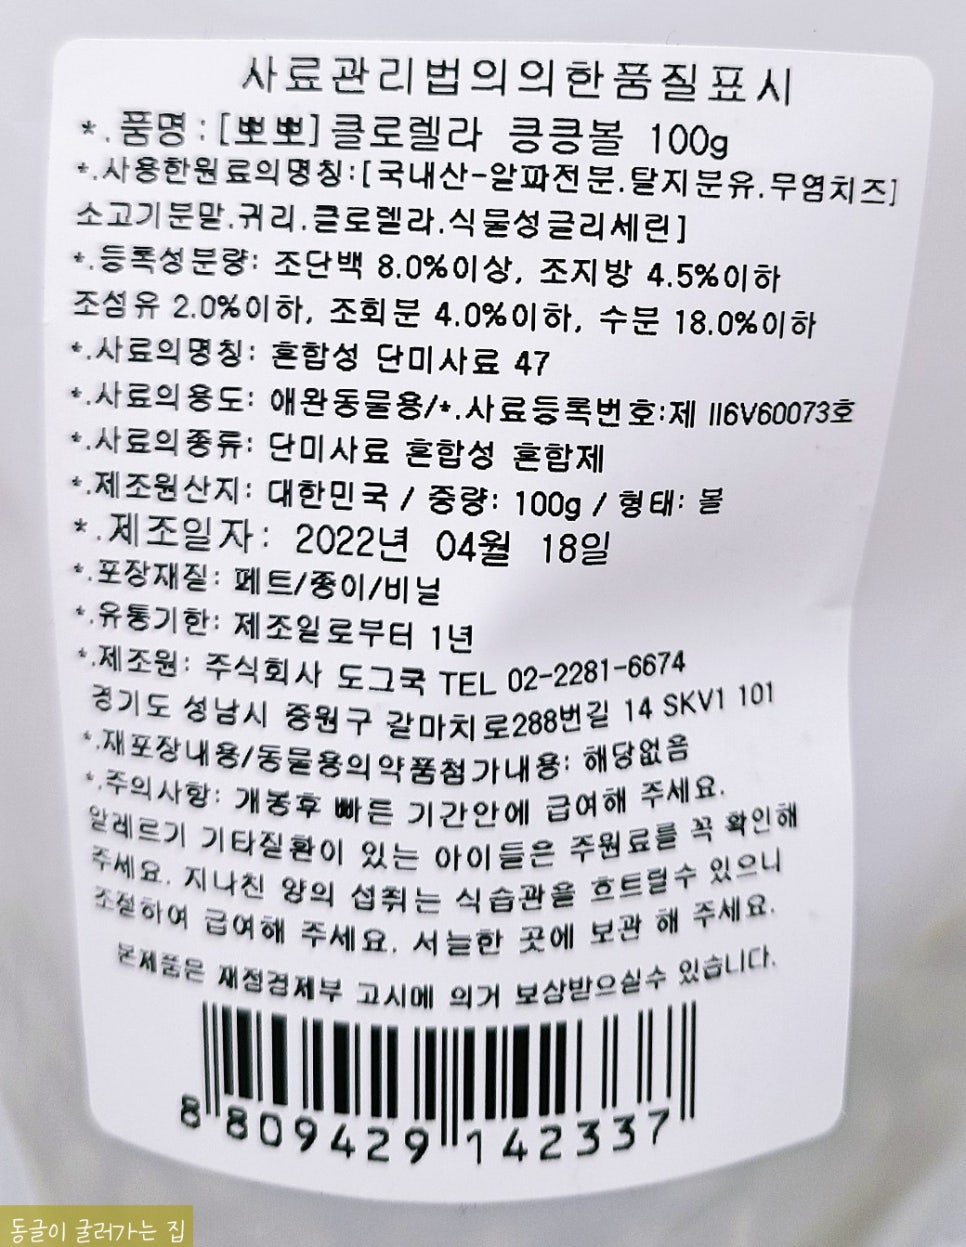 사료관리법의의한품질표시
*.품명:[뽀뽀]클로렐라 킁킁볼 100g
*.사용한원료의명칭:[국내산-알파전분.탈지분유.무염치즈]
소고기분말.귀리.클로렐라.식물성글리세린]
*.등록성분량: 조단백 8.0%이상, 조지방 4.5%이하
조섬유 2.0%이하, 조회분 4.0%이하, 수분 18.0%이하
*.사료의명칭: 혼합성 단미사료 47
*.사료의용도: 애완동물용/*.사료등록번호:제 II6V60073호
*.사료의종류: 단미사료 혼합성 혼합제
*.제조원산지: 대한민국 / 중량: 100g / 형태: 볼
*.제조일자: 2022년 04월 18일
*.포장재질: 페트/종이/비닐
*.유통기한: 제조일로부터 1년
*.제조원: 주식회사 도그쿡 TEL 02-2281-6674
경기도 성남시 중원구 갈마치로288번길 14 SKV1 101
*.재포장내용/동물용의약품첨가내용: 해당없음
*.주의사항: 개봉후 빠른 기간안에 급여해 주세요.
알레르기 기타질환이 있는 아이들은 주원료를 꼭 확인해
주세요. 지나친 양의 섭취는 식습관을 흐트릴수 있으니
조절하여 급여해 주세요. 서늘한 곳에 보관 해 주세요.
본제품은 재정경제부 고시에 의거 보상받으실수 있습니다.
8 809429 142337
동글이 굴러가는 집